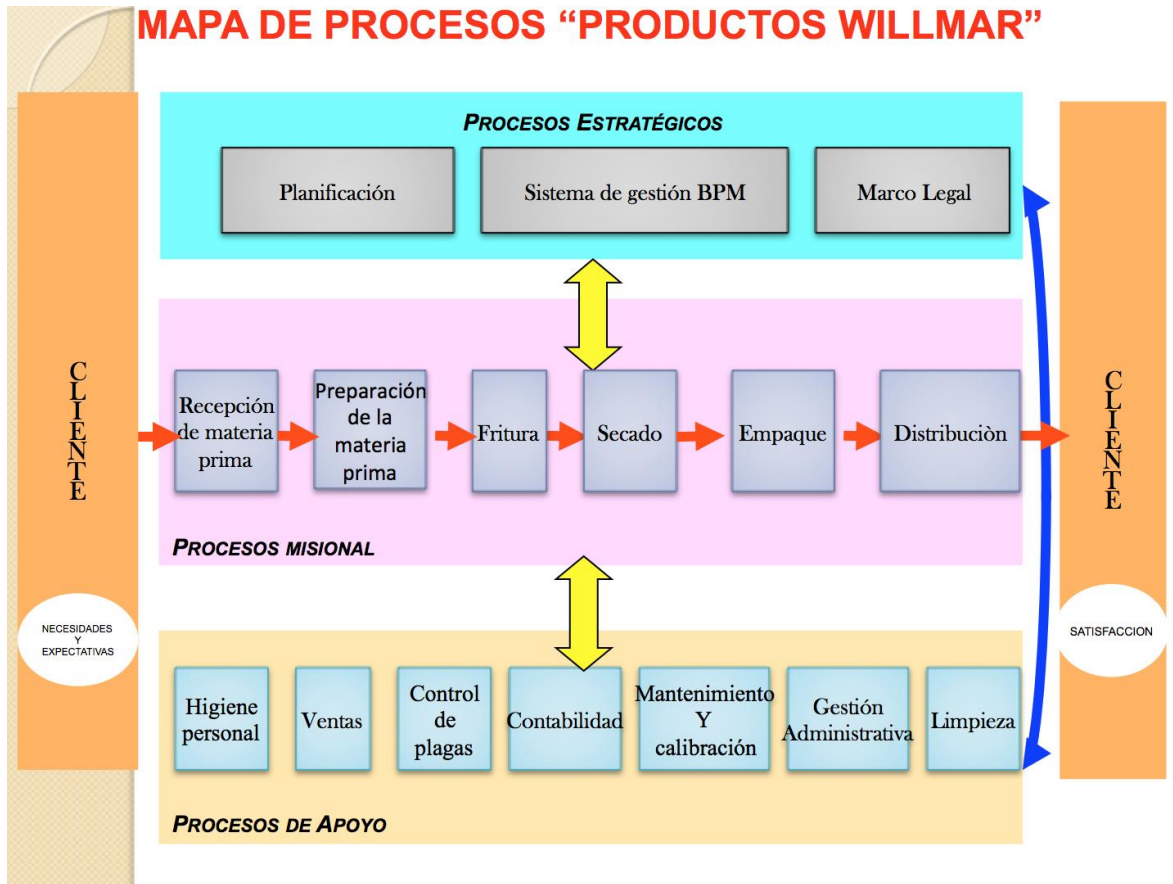 MAPA DE PROCESOS “PRODUCTOS WILLMAR”
PROCESOS ESTRATÉGICOS
Planificación
Sistema de gestión BPM
Marco Legal
CLIENTE
NECESIDADES
Y
EXPECTATIVAS
Recepción
de materia
prima
Preparación
de la
materia
prima
Fritura
Secado
Empaque
Distribuciòn
PROCESOS MISIONAL
CLIENTE
SATISFACCION
Higiene
personal
Ventas
Control
de
plagas
Contabilidad
Mantenimiento
Y
calibración
Gestión
Administrativa
Limpieza
PROCESOS DE APOYO